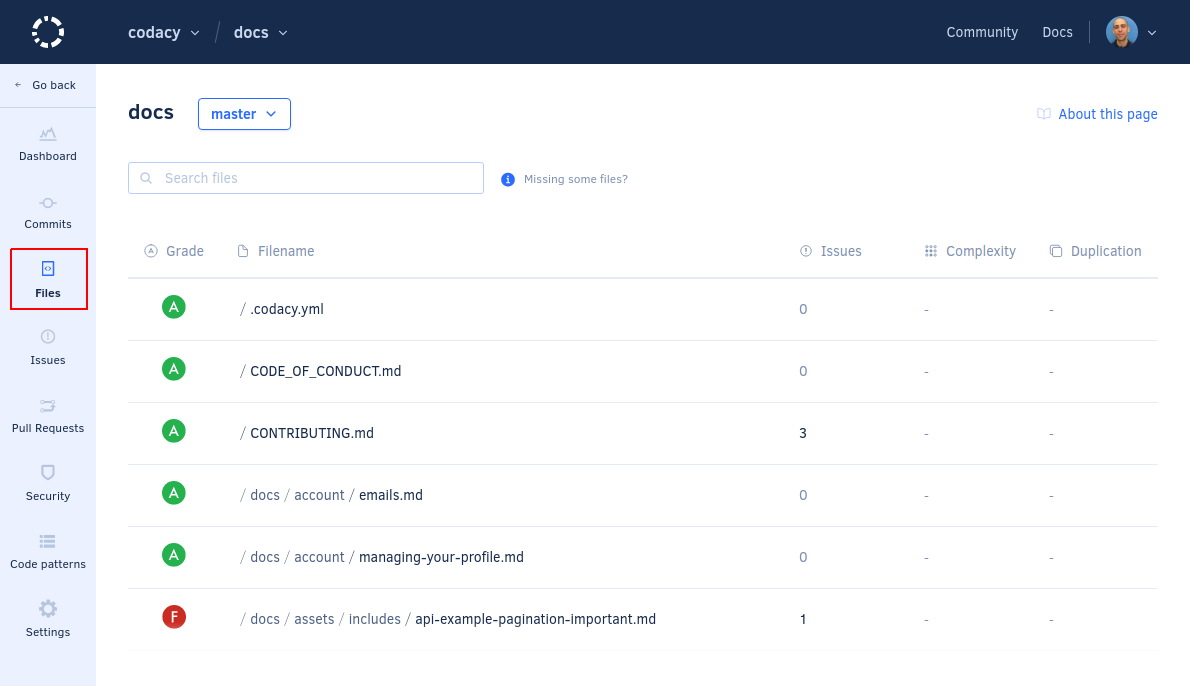 codacy / docs
Community Docs
← Go back
Dashboard
Commits
Files
Issues
Pull Requests
Security
Code patterns
Settings
docs master
About this page
Search files
Missing some files?
Grade Filename Issues Complexity Duplication
A / .codacy.yml 0 - -
A / CODE_OF_CONDUCT.md 0 - -
A / CONTRIBUTING.md 3 - -
A / docs / account / emails.md 0 - -
A / docs / account / managing-your-profile.md 0 - -
F / docs / assets / includes / api-example-pagination-important.md 1 - -